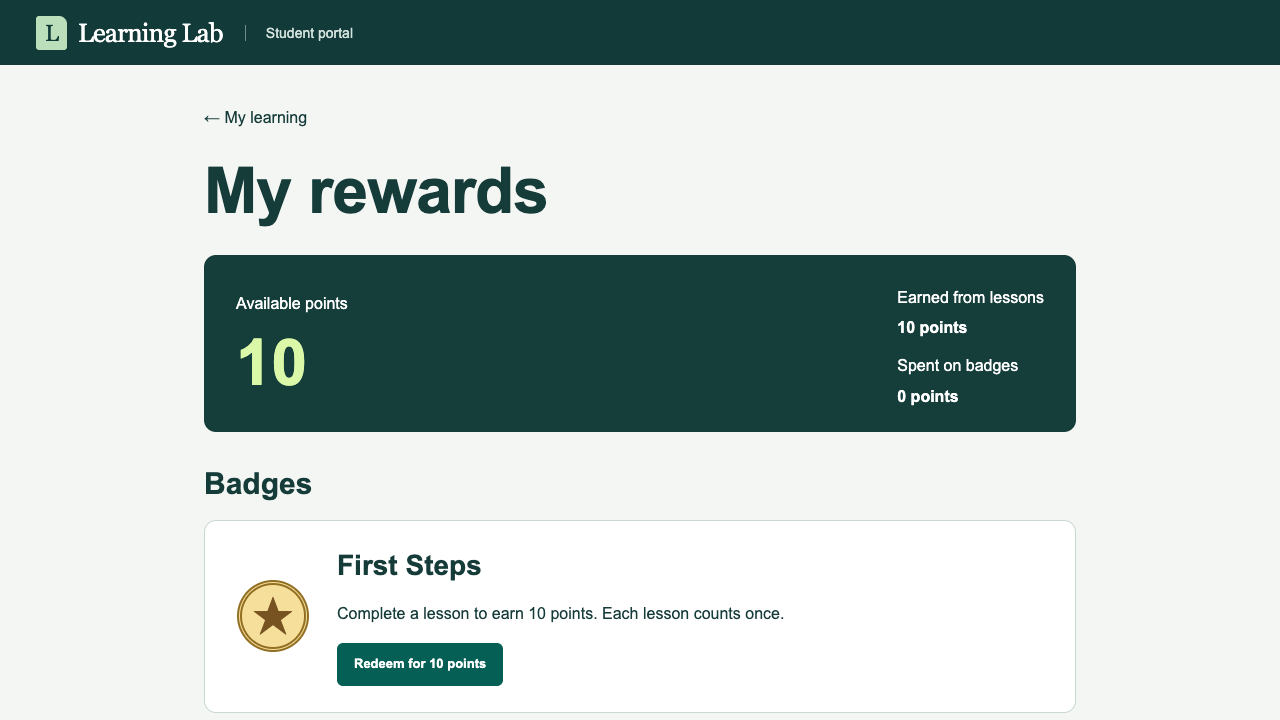 L Learning Lab Student portal
← My learning
My rewards
Available points
10
Earned from lessons
10 points
Spent on badges
0 points
Badges
First Steps
Complete a lesson to earn 10 points. Each lesson counts once.
Redeem for 10 points